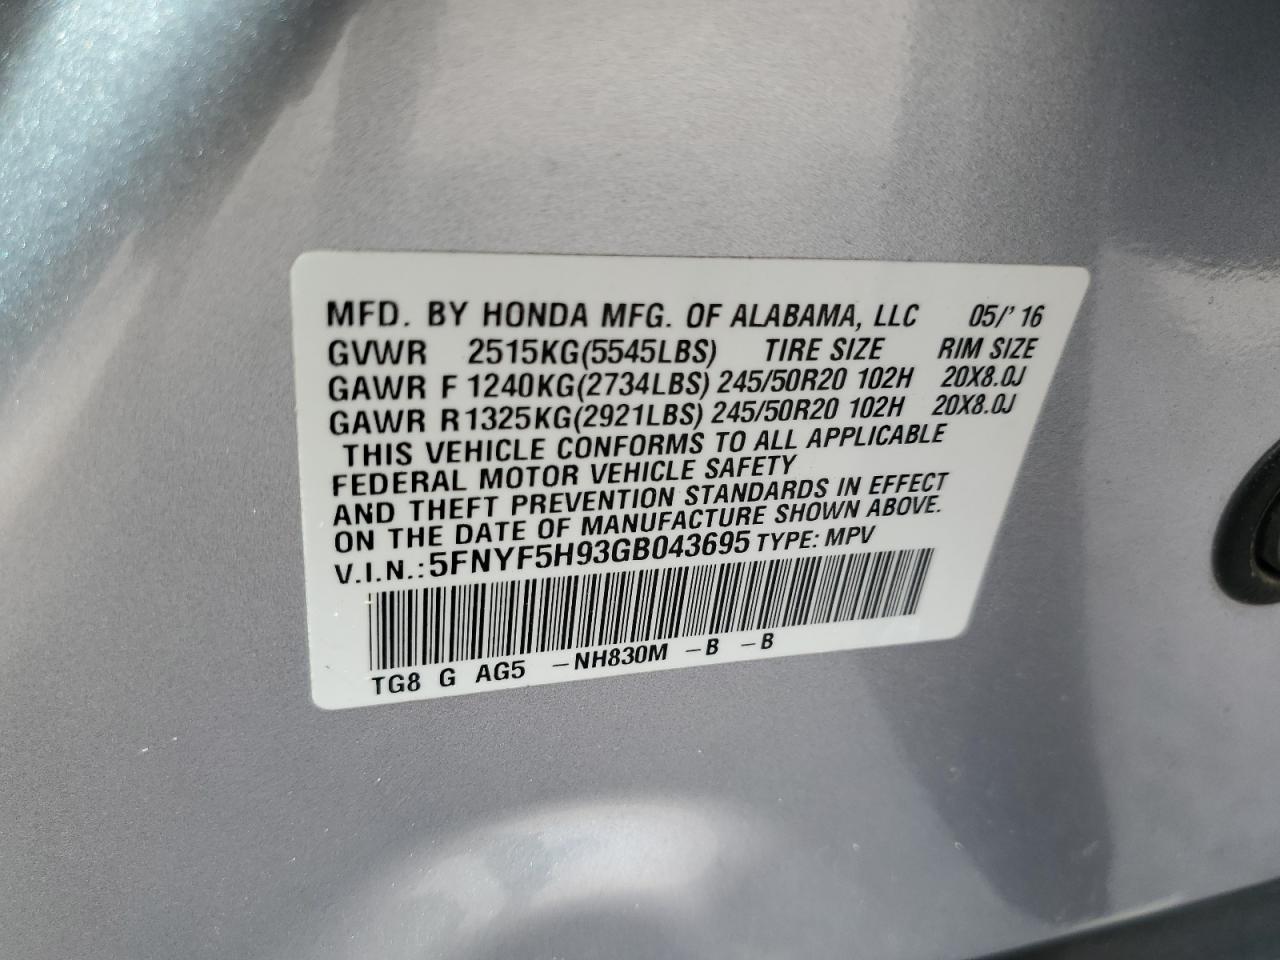 MFD. BY HONDA MFG. OF ALABAMA, LLC 05/' 16
GVWR 2515KG(5545LBS) TIRE SIZE RIM SIZE
GAWR F 1240KG(2734LBS) 245/50R20 102H 20X8.0J
GAWR R 1325KG(2921LBS) 245/50R20 102H 20X8.0J
THIS VEHICLE CONFORMS TO ALL APPLICABLE
FEDERAL MOTOR VEHICLE SAFETY
AND THEFT PREVENTION STANDARDS IN EFFECT
ON THE DATE OF MANUFACTURE SHOWN ABOVE.
V.I.N.: 5FNYF5H93GB043695 TYPE: MPV
TG8 G AG5 -NH830M -B -B